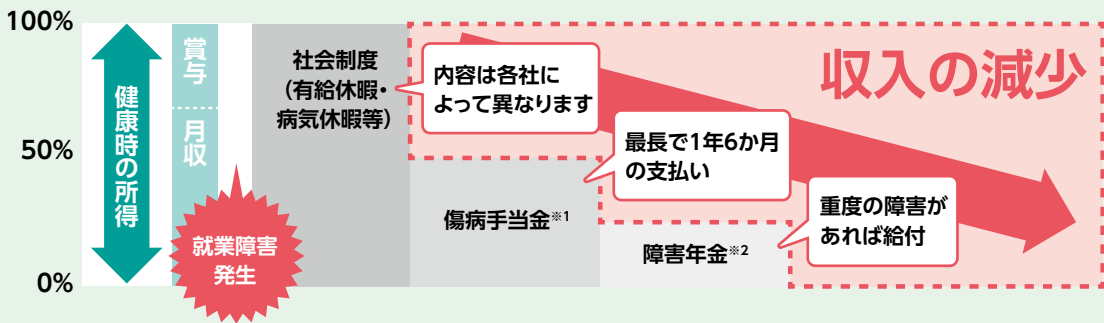 100%
50%
0%
健康時の所得
賞与
月収
就業障害
発生
社会制度
(有給休暇・
病気休暇等)
内容は各社に
よって異なります
収入の減少
最長で1年6か月
の支払い
傷病手当金※1
重度の障害が
あれば給付
障害年金※2